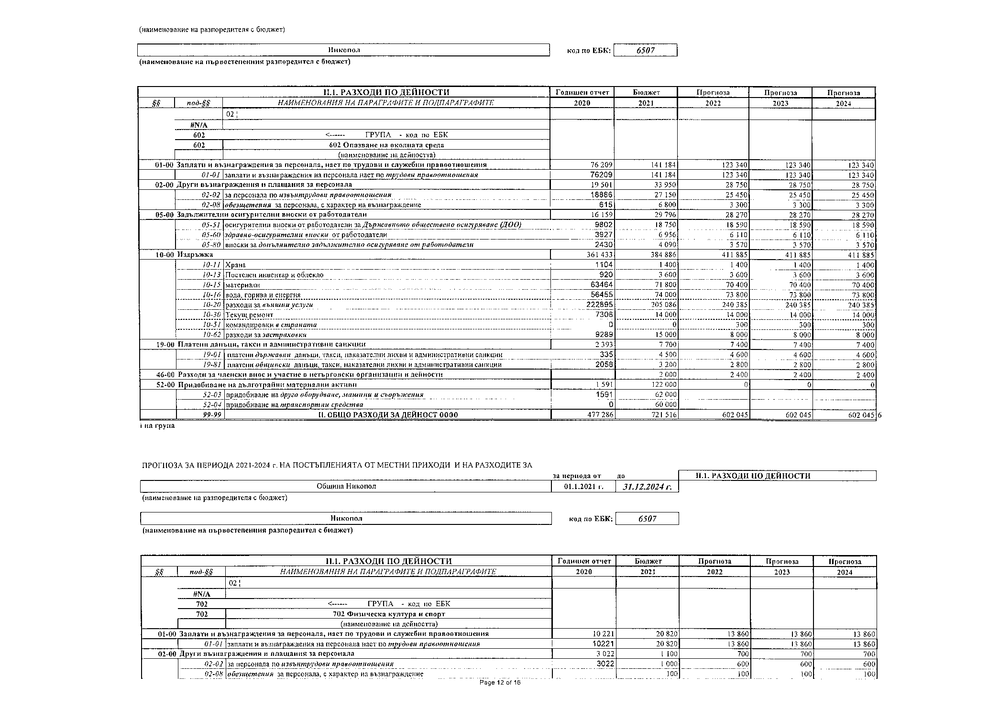 (наименование на разпоредителя с бюджет)
Никопол код по ЕБК: 6507
(наименование на първостепенния разпоредител с бюджет)
II.1. РАЗХОДИ ПО ДЕЙНОСТИ Годишен отчет Бюджет Прогноза Прогноза Прогноза
§§ под-§§ НАИМЕНОВАНИЯ НА ПАРАГРАФИТЕ И ПОДПАРАГРАФИТЕ 2020 2021 2022 2023 2024
02 ¦
#N/A
602 <------ ГРУПА - код по ЕБК
602 602 Опазване на околната среда
(наименование на дейността)
01-00 Заплати и възнаграждения за персонала, нает по трудови и служебни правоотношения 76 209 141 184 123 340 123 340 123 340
01-01 заплати и възнаграждения на персонала нает по трудови правоотношения 76209 141 184 123 340 123 340 123 340
02-00 Други възнаграждения и плащания за персонала 19 501 33 950 28 750 28 750 28 750
02-02 за персонала по извънтрудови правоотношения 18886 27 150 25 450 25 450 25 450
02-08 обезщетения за персонала, с характер на възнаграждение 615 6 800 3 300 3 300 3 300
05-00 Задължителни осигурителни вноски от работодатели 16 159 29 796 28 270 28 270 28 270
05-51 осигурителни вноски от работодатели за Държавното обществено осигуряване (ДОО) 9802 18 750 18 590 18 590 18 590
05-60 здравно-осигурителни вноски от работодатели 3927 6 956 6 110 6 110 6 110
05-80 вноски за допълнително задължително осигуряване от работодатели 2430 4 090 3 570 3 570 3 570
10-00 Издръжка 361 433 384 886 411 885 411 885 411 885
10-11 Храна 1104 1 400 1 400 1 400 1 400
10-13 Постелен инвентар и облекло 920 3 600 3 600 3 600 3 600
10-15 материали 63464 71 800 70 400 70 400 70 400
10-16 вода, горива и енергия 56455 74 000 73 800 73 800 73 800
10-20 разходи за външни услуги 222895 205 086 240 385 240 385 240 385
10-30 Текущ ремонт 7306 14 000 14 000 14 000 14 000
10-51 командировки в страната 0 0 300 300 300
10-62 разходи за застраховки 9289 15 000 8 000 8 000 8 000
19-00 Платени данъци, такси и административни санкции 2 393 7 700 7 400 7 400 7 400
19-01 платени държавни данъци, такси, наказателни лихви и административни санкции 335 4 500 4 600 4 600 4 600
19-81 платени общински данъци, такси, наказателни лихви и административни санкции 2058 3 200 2 800 2 800 2 800
46-00 Разходи за членски внос и участие в нетърговски организации и дейности 2 000 2 400 2 400 2 400
52-00 Придобиване на дълготрайни материални активи 1 591 122 000 0 0 0
52-03 придобиване на друго оборудване, машини и съоръжения 1591 62 000
52-04 придобиване на транспортни средства 0 60 000
99-99 II. ОБЩО РАЗХОДИ ЗА ДЕЙНОСТ 0000 477 286 721 516 602 045 602 045 602 045 6
і на група
ПРОГНОЗА ЗА ПЕРИОДА 2021-2024 г. НА ПОСТЪПЛЕНИЯТА ОТ МЕСТНИ ПРИХОДИ И НА РАЗХОДИТЕ ЗА
за периода от до II.1. РАЗХОДИ ПО ДЕЙНОСТИ
Община Никопол 01.1.2021 г. 31.12.2024 г.
(наименование на разпоредителя с бюджет)
Никопол код по ЕБК: 6507
(наименование на първостепенния разпоредител с бюджет)
II.1. РАЗХОДИ ПО ДЕЙНОСТИ Годишен отчет Бюджет Прогноза Прогноза Прогноза
§§ под-§§ НАИМЕНОВАНИЯ НА ПАРАГРАФИТЕ И ПОДПАРАГРАФИТЕ 2020 2021 2022 2023 2024
02 ¦
#N/A
702 <------ ГРУПА - код по ЕБК
702 702 Физическа култура и спорт
(наименование на дейността)
01-00 Заплати и възнаграждения за персонала, нает по трудови и служебни правоотношения 10 221 20 820 13 860 13 860 13 860
01-01 заплати и възнаграждения на персонала нает по трудови правоотношения 10221 20 820 13 860 13 860 13 860
02-00 Други възнаграждения и плащания за персонала 3 022 1 100 700 700 700
02-02 за персонала по извънтрудови правоотношения 3022 1 000 600 600 600
02-08 обезщетения за персонала, с характер на възнаграждение 100 100 100 100
Page 12 of 16